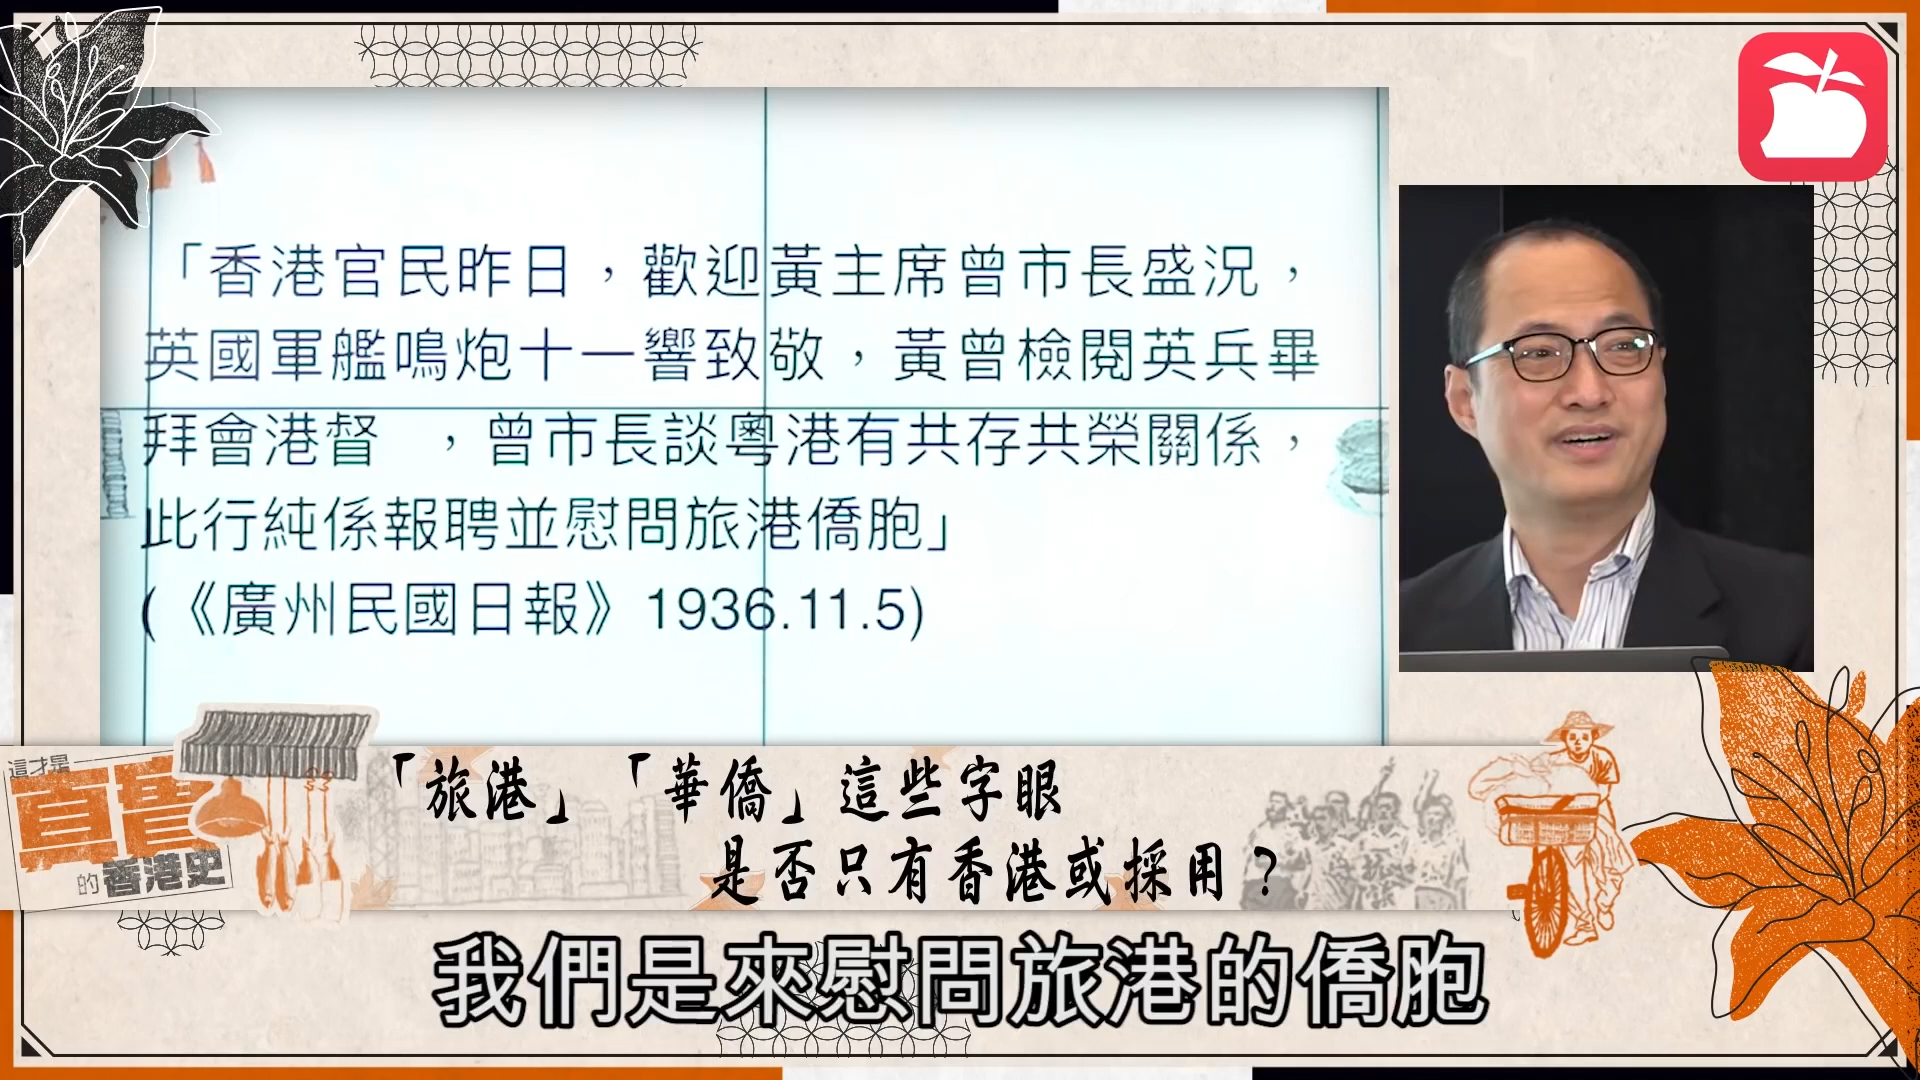 「香港官民昨日，歡迎黃主席曾市長盛況，
英國軍艦鳴炮十一響致敬，黃曾檢閱英兵畢
拜會港督　，曾市長談粵港有共存共榮關係，
此行純係報聘並慰問旅港僑胞」
(《廣州民國日報》1936.11.5)
這才是
真·舊
的香港史
「旅港」「華僑」這些字眼
是否只有香港或採用？
我們是來慰問旅港的僑胞